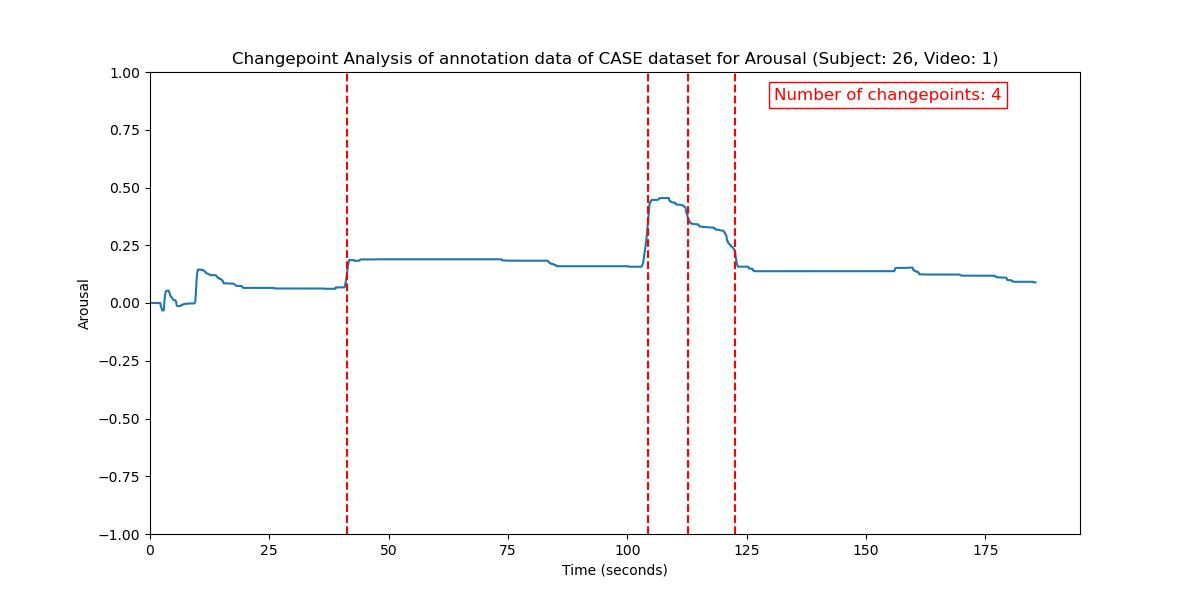 Changepoint Analysis of annotation data of CASE dataset for Arousal (Subject: 26, Video: 1)
Number of changepoints: 4
1.00
0.75
0.50
0.25
0.00
−0.25
−0.50
−0.75
−1.00
Arousal
0 25 50 75 100 125 150 175
Time (seconds)